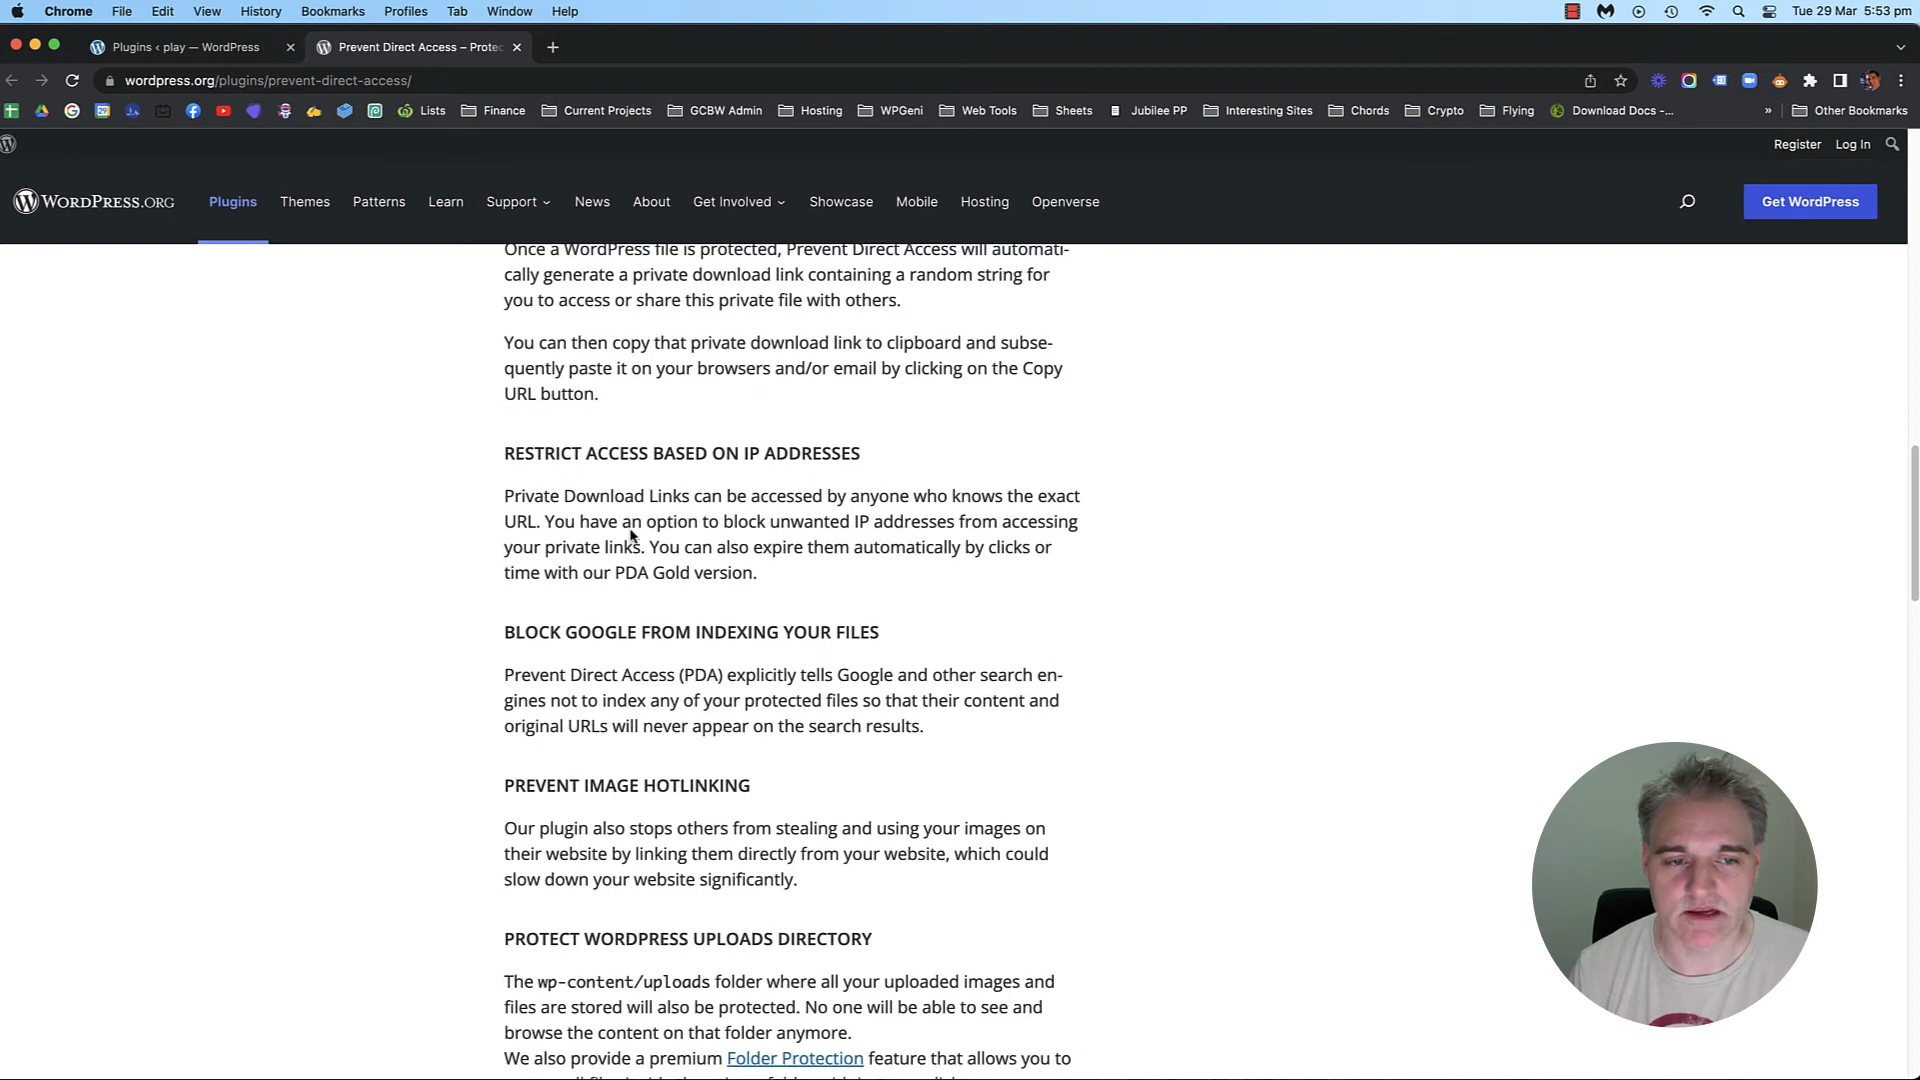 Chrome File Edit View History Bookmarks Profiles Tab Window Help Tue 29 Mar 5:53 pm
Plugins ‹ play — WordPress Prevent Direct Access – Protec
wordpress.org/plugins/prevent-direct-access/
Lists Finance Current Projects GCBW Admin Hosting WPGeni Web Tools Sheets Jubilee PP Interesting Sites Chords Crypto Flying Download Docs -... » Other Bookmarks
Register Log In
WORDPRESS.ORG Plugins Themes Patterns Learn Support News About Get Involved Showcase Mobile Hosting Openverse Get WordPress
Once a WordPress file is protected, Prevent Direct Access will automati-
cally generate a private download link containing a random string for
you to access or share this private file with others.
You can then copy that private download link to clipboard and subse-
quently paste it on your browsers and/or email by clicking on the Copy
URL button.
RESTRICT ACCESS BASED ON IP ADDRESSES
Private Download Links can be accessed by anyone who knows the exact
URL. You have an option to block unwanted IP addresses from accessing
your private links. You can also expire them automatically by clicks or
time with our PDA Gold version.
BLOCK GOOGLE FROM INDEXING YOUR FILES
Prevent Direct Access (PDA) explicitly tells Google and other search en-
gines not to index any of your protected files so that their content and
original URLs will never appear on the search results.
PREVENT IMAGE HOTLINKING
Our plugin also stops others from stealing and using your images on
their website by linking them directly from your website, which could
slow down your website significantly.
PROTECT WORDPRESS UPLOADS DIRECTORY
The wp-content/uploads folder where all your uploaded images and
files are stored will also be protected. No one will be able to see and
browse the content on that folder anymore.
We also provide a premium Folder Protection feature that allows you to